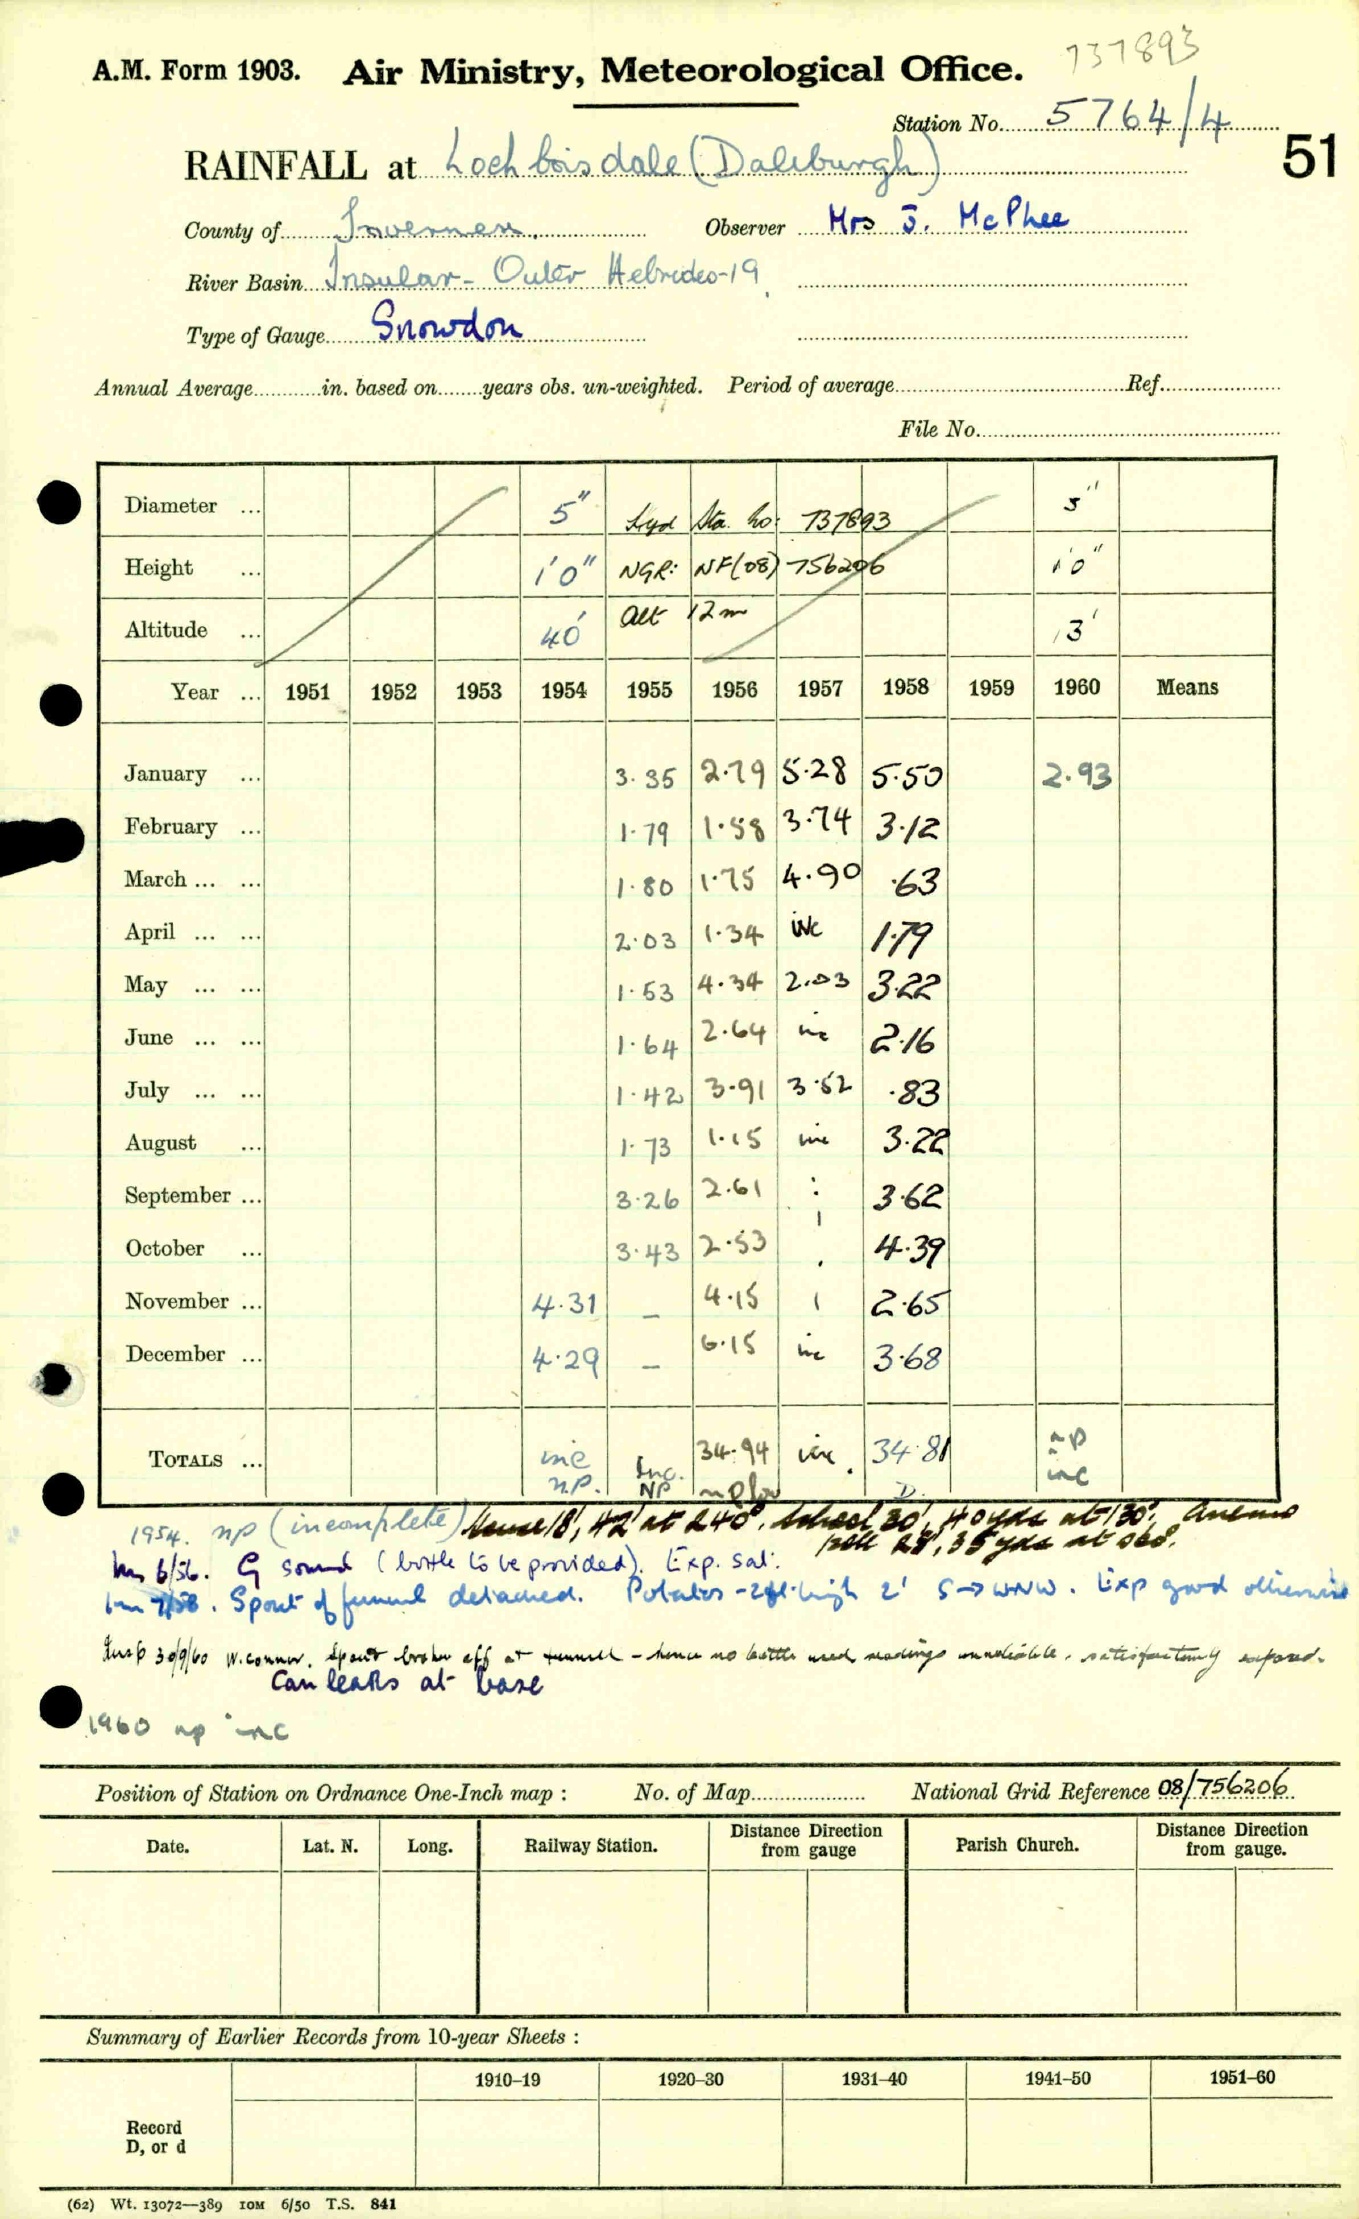 737893
A.M. Form 1903. Air Ministry, Meteorological Office.
Station No. 5764/4
51
RAINFALL at Lochboisdale (Daliburgh)
County of Inverness. Observer Mrs J. McPhee
River Basin Insular - Outer Hebrides-19
Type of Gauge Snowdon
Annual Average in. based on years obs. un-weighted. Period of average Ref.
File No.
Diameter ... 5" Syd Sta. No: 737893 5"
Height ... 1'0" NGR: NF(08) 756206 1'0"
Altitude ... 40' Alt 12m 13'
Year ... 1951 1952 1953 1954 1955 1956 1957 1958 1959 1960 Means
January ... 3.35 2.79 5.28 5.50 2.93
February ... 1.79 1.58 3.74 3.12
March ... ... 1.80 1.75 4.90 .63
April ... ... 2.03 1.34 inc 1.79
May ... ... 1.53 4.34 2.03 3.22
June ... ... 1.64 2.64 inc 2.16
July ... ... 1.42 3.91 3.52 .83
August ... 1.73 1.15 inc 3.22
September ... 3.26 2.61 3.62
October ... 3.43 2.53 4.39
November ... 4.31 – 4.15 2.65
December ... 4.29 – 6.15 inc 3.68
TOTALS ... inc n.p. Inc. NP 34.94 np inc. 34.81 D. np inc
1954. np (incomplete) House 18', 42' at 240°. School 30', 40yds at 130°. Anemo
28', 35yds at 060°.
6/56. G sound (bottle to be provided). Exp. sat.
7/58. Spout of funnel detached. Potatoes -2ft. high 2' S→WNW. Exp good otherwise
Insp 30/9/60 W. Connor. Spout broken off at funnel – hence no bottle used, readings unreliable, satisfactorily exposed.
Can leaks at base
1960 np inc
Position of Station on Ordnance One-Inch map : No. of Map National Grid Reference 08/756206
Date. Lat. N. Long. Railway Station. Distance Direction from gauge Parish Church. Distance Direction from gauge.
Summary of Earlier Records from 10-year Sheets :
1910–19 1920–30 1931–40 1941–50 1951–60
Record
D, or d
(62) Wt. 13072—389 10M 6/50 T.S. 841